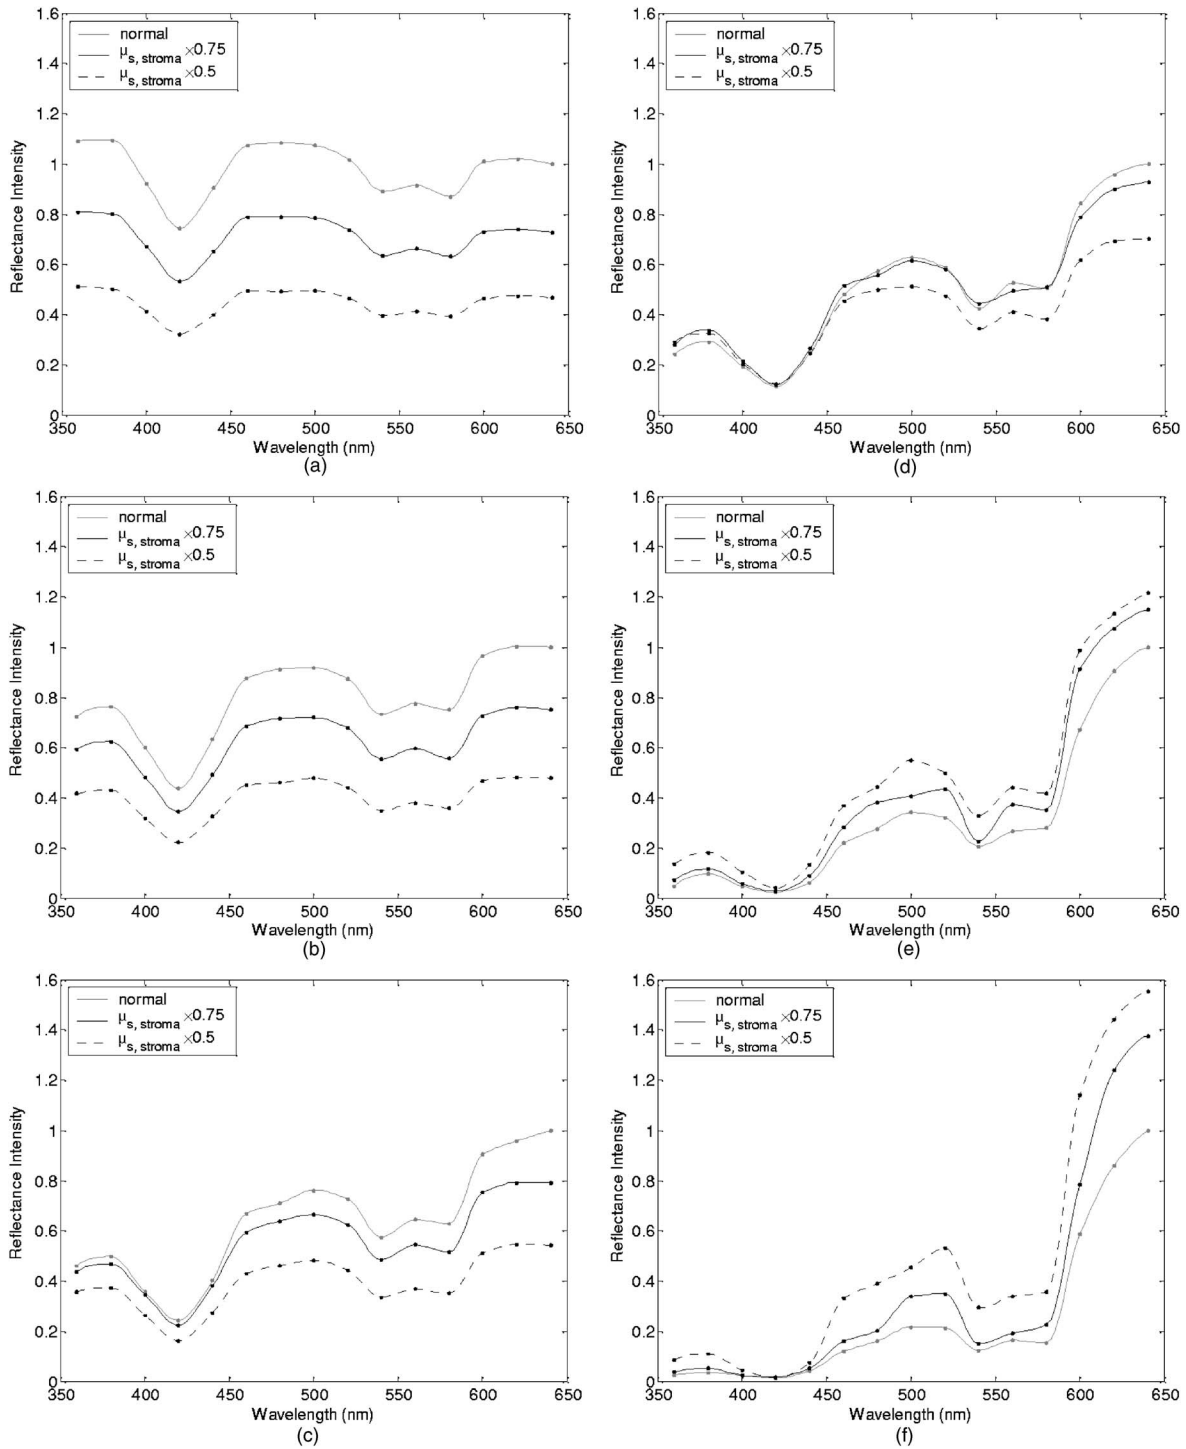 1.6
1.4
1.2
1
0.8
0.6
0.4
0.2
0
Reflectance Intensity
normal
μs, stroma ×0.75
μs, stroma ×0.5
350 400 450 500 550 600 650
Wavelength (nm)
(a)
1.6
1.4
1.2
1
0.8
0.6
0.4
0.2
0
Reflectance Intensity
normal
μs, stroma ×0.75
μs, stroma ×0.5
350 400 450 500 550 600 650
Wavelength (nm)
(d)
1.6
1.4
1.2
1
0.8
0.6
0.4
0.2
0
Reflectance Intensity
normal
μs, stroma ×0.75
μs, stroma ×0.5
350 400 450 500 550 600 650
Wavelength (nm)
(b)
1.6
1.4
1.2
1
0.8
0.6
0.4
0.2
0
Reflectance Intensity
normal
μs, stroma ×0.75
μs, stroma ×0.5
350 400 450 500 550 600 650
Wavelength (nm)
(e)
1.6
1.4
1.2
1
0.8
0.6
0.4
0.2
0
Reflectance Intensity
normal
μs, stroma ×0.75
μs, stroma ×0.5
350 400 450 500 550 600 650
Wavelength (nm)
(c)
1.6
1.4
1.2
1
0.8
0.6
0.4
0.2
0
Reflectance Intensity
normal
μs, stroma ×0.75
μs, stroma ×0.5
350 400 450 500 550 600 650
Wavelength (nm)
(f)